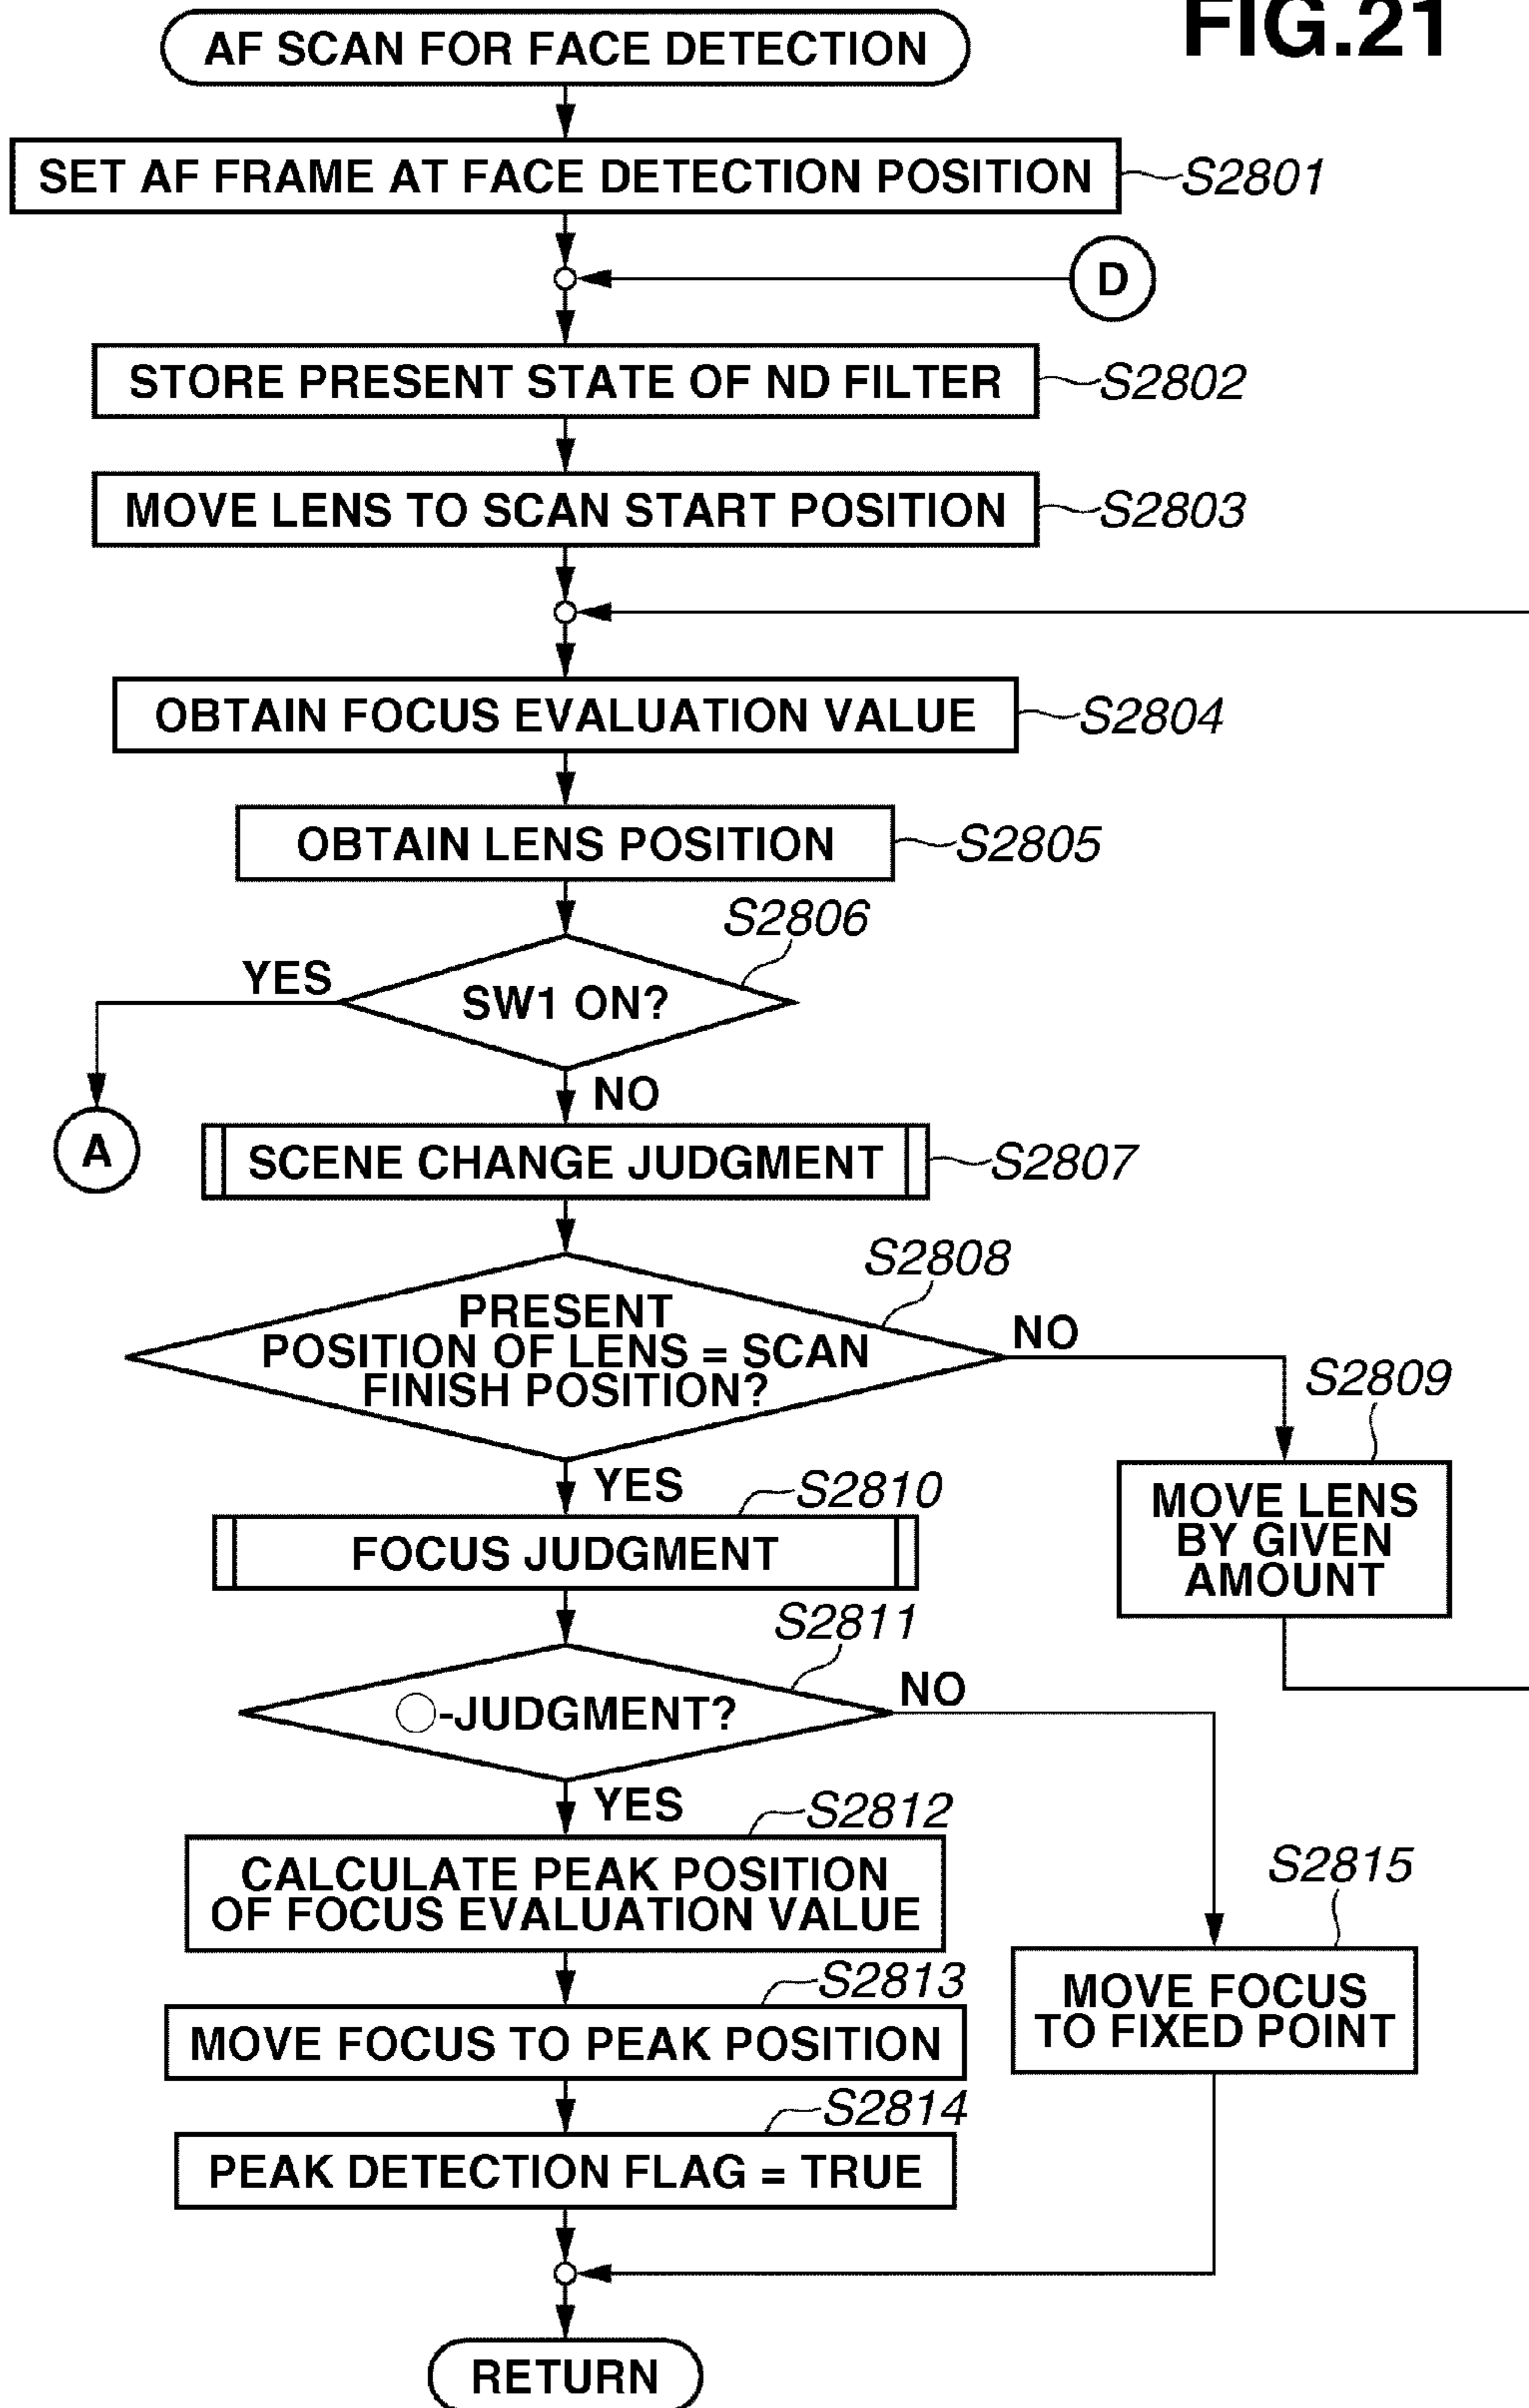 FIG.21
AF SCAN FOR FACE DETECTION
SET AF FRAME AT FACE DETECTION POSITION
S2801
D
STORE PRESENT STATE OF ND FILTER
S2802
MOVE LENS TO SCAN START POSITION
S2803
OBTAIN FOCUS EVALUATION VALUE
S2804
OBTAIN LENS POSITION
S2805
S2806
YES
SW1 ON?
NO
A
SCENE CHANGE JUDGMENT
S2807
S2808
PRESENT
POSITION OF LENS = SCAN
FINISH POSITION?
NO
S2809
MOVE LENS
BY GIVEN
AMOUNT
YES
S2810
FOCUS JUDGMENT
S2811
○-JUDGMENT?
NO
YES
S2812
CALCULATE PEAK POSITION
OF FOCUS EVALUATION VALUE
S2815
MOVE FOCUS
TO FIXED POINT
S2813
MOVE FOCUS TO PEAK POSITION
S2814
PEAK DETECTION FLAG = TRUE
RETURN